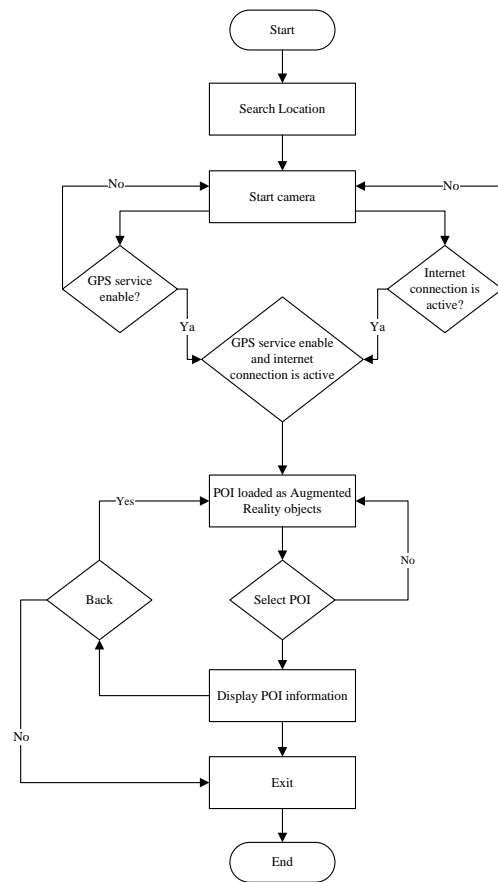 Start
Search Location
No
No
Start camera
GPS service
enable?
Internet
connection is
active?
Ya
Ya
GPS service enable
and internet
connection is active
Yes
POI loaded as Augmented
Reality objects
No
Back
Select POI
Display POI information
No
Exit
End